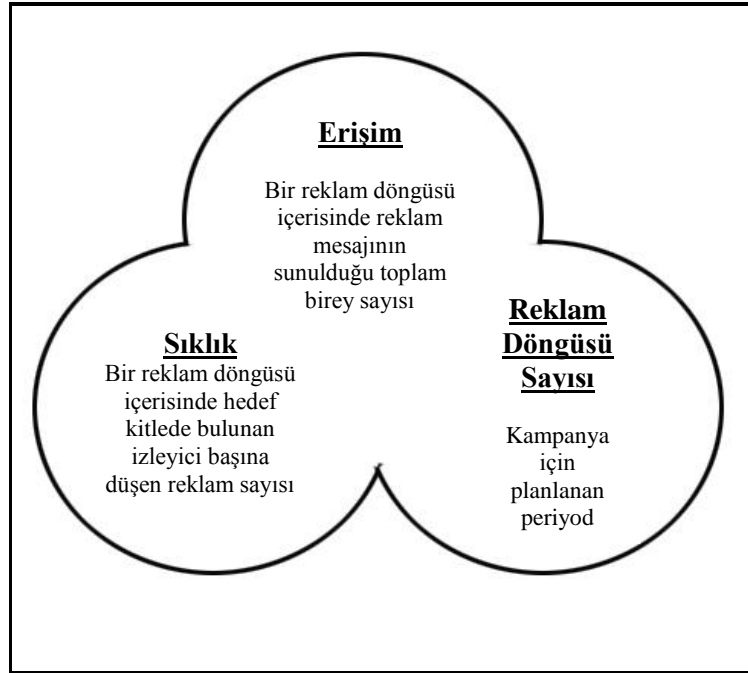 Erişim
Bir reklam döngüsü
içerisinde reklam
mesajının
sunulduğu toplam
birey sayısı
Sıklık
Bir reklam döngüsü
içerisinde hedef
kitlede bulunan
izleyici başına
düşen reklam sayısı
Reklam
Döngüsü
Sayısı
Kampanya
için
planlanan
periyod